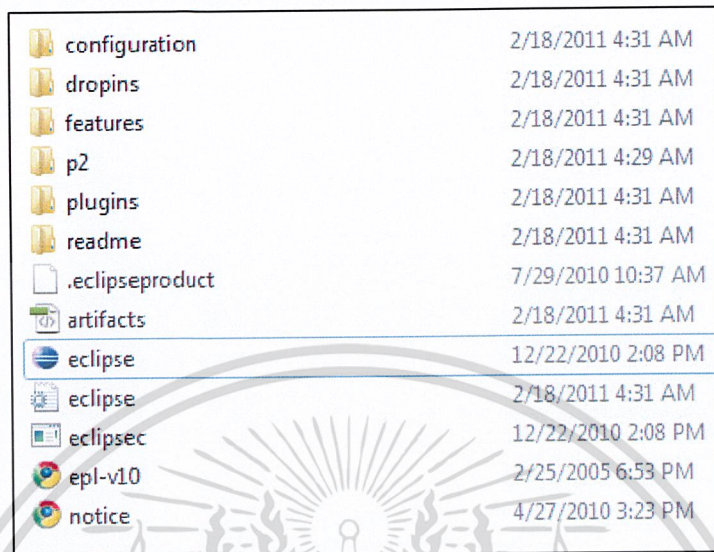 configuration 2/18/2011 4:31 AM
dropins 2/18/2011 4:31 AM
features 2/18/2011 4:31 AM
p2 2/18/2011 4:29 AM
plugins 2/18/2011 4:31 AM
readme 2/18/2011 4:31 AM
.eclipseproduct 7/29/2010 10:37 AM
artifacts 2/18/2011 4:31 AM
eclipse 12/22/2010 2:08 PM
eclipse 2/18/2011 4:31 AM
eclipsec 12/22/2010 2:08 PM
epl-v10 2/25/2005 6:53 PM
notice 4/27/2010 3:23 PM